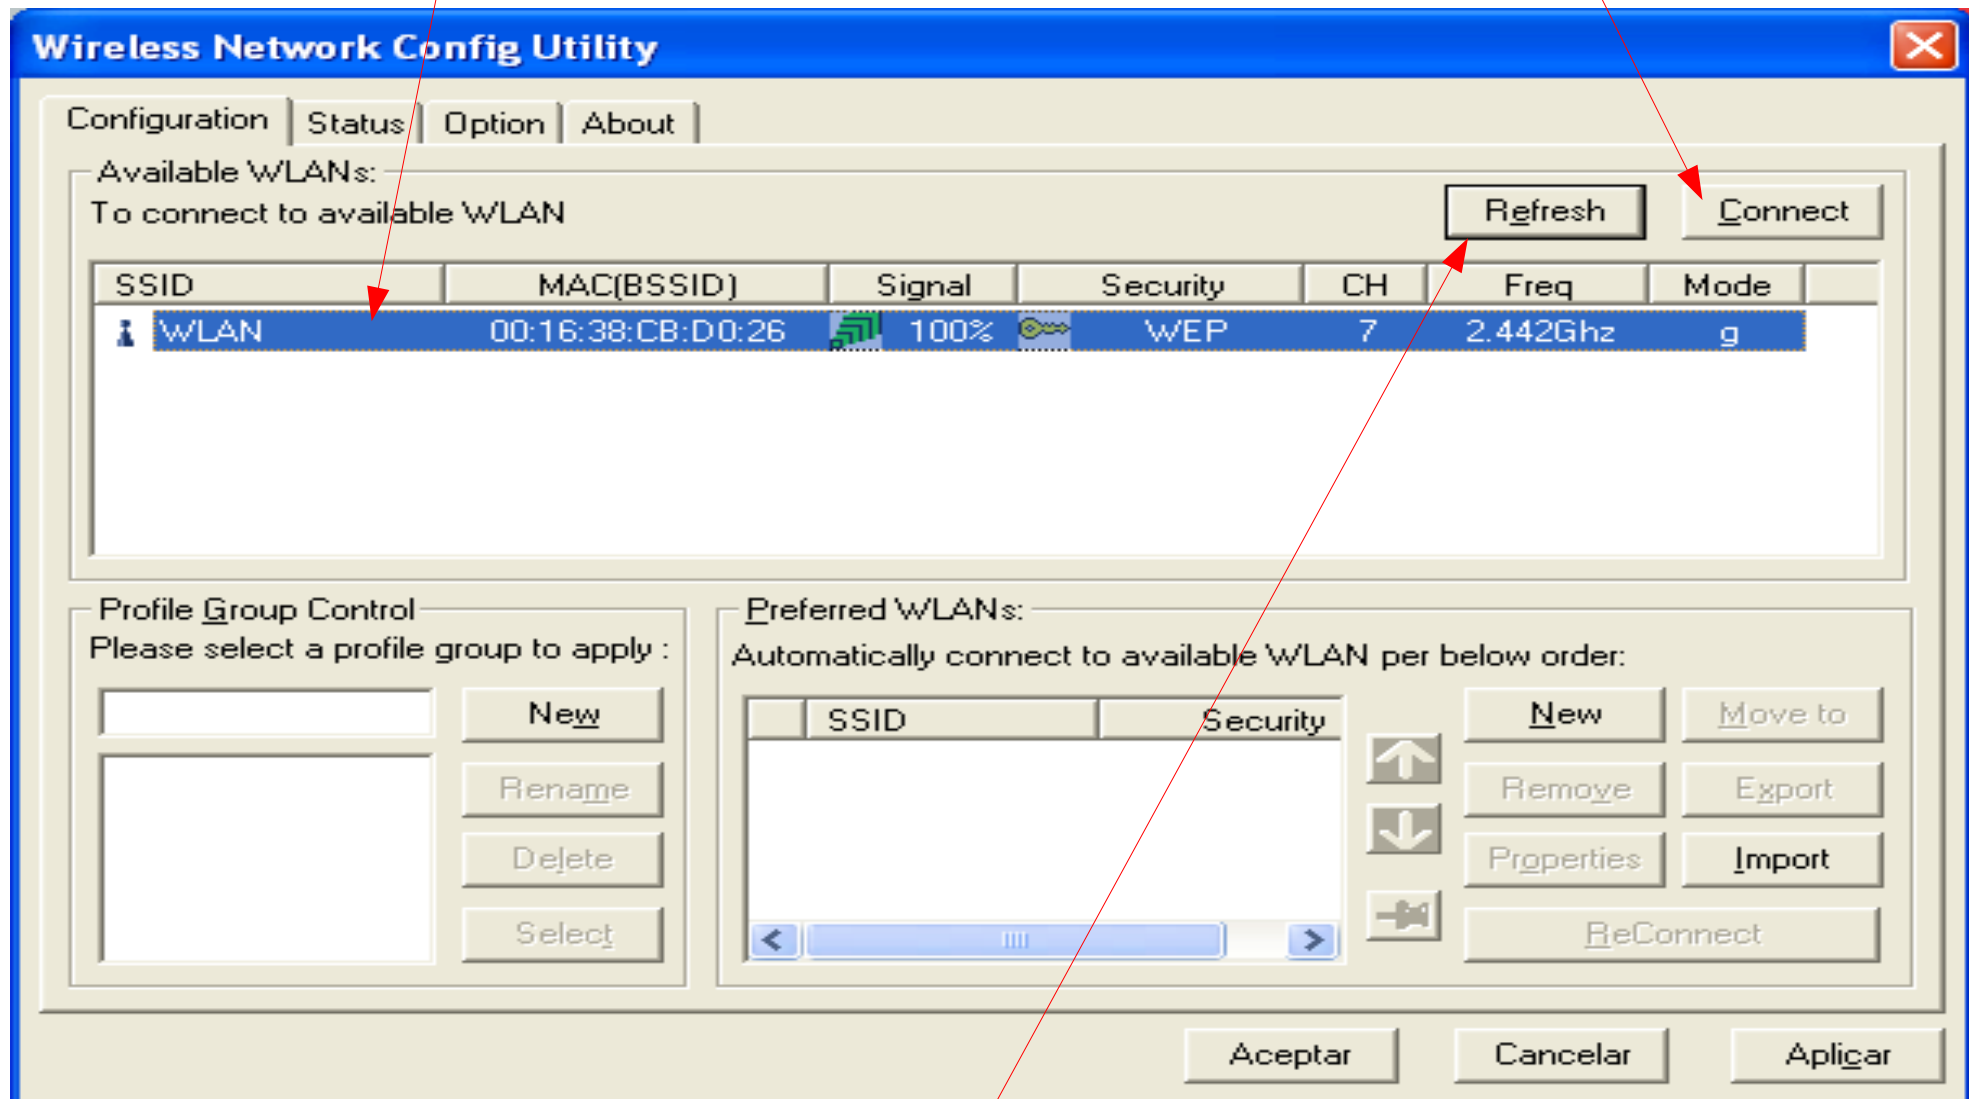 Wireless Network Config Utility
Configuration Status Option About
Available WLANs:
To connect to available WLAN
Refresh Connect
SSID MAC(BSSID) Signal Security CH Freq Mode
WLAN 00:16:38:CB:D0:26 100% WEP 7 2.442Ghz g
Profile Group Control
Please select a profile group to apply :
New
Rename
Delete
Select
Preferred WLANs:
Automatically connect to available WLAN per below order:
SSID Security
New Move to
Remove Export
Properties Import
ReConnect
Aceptar Cancelar Aplicar